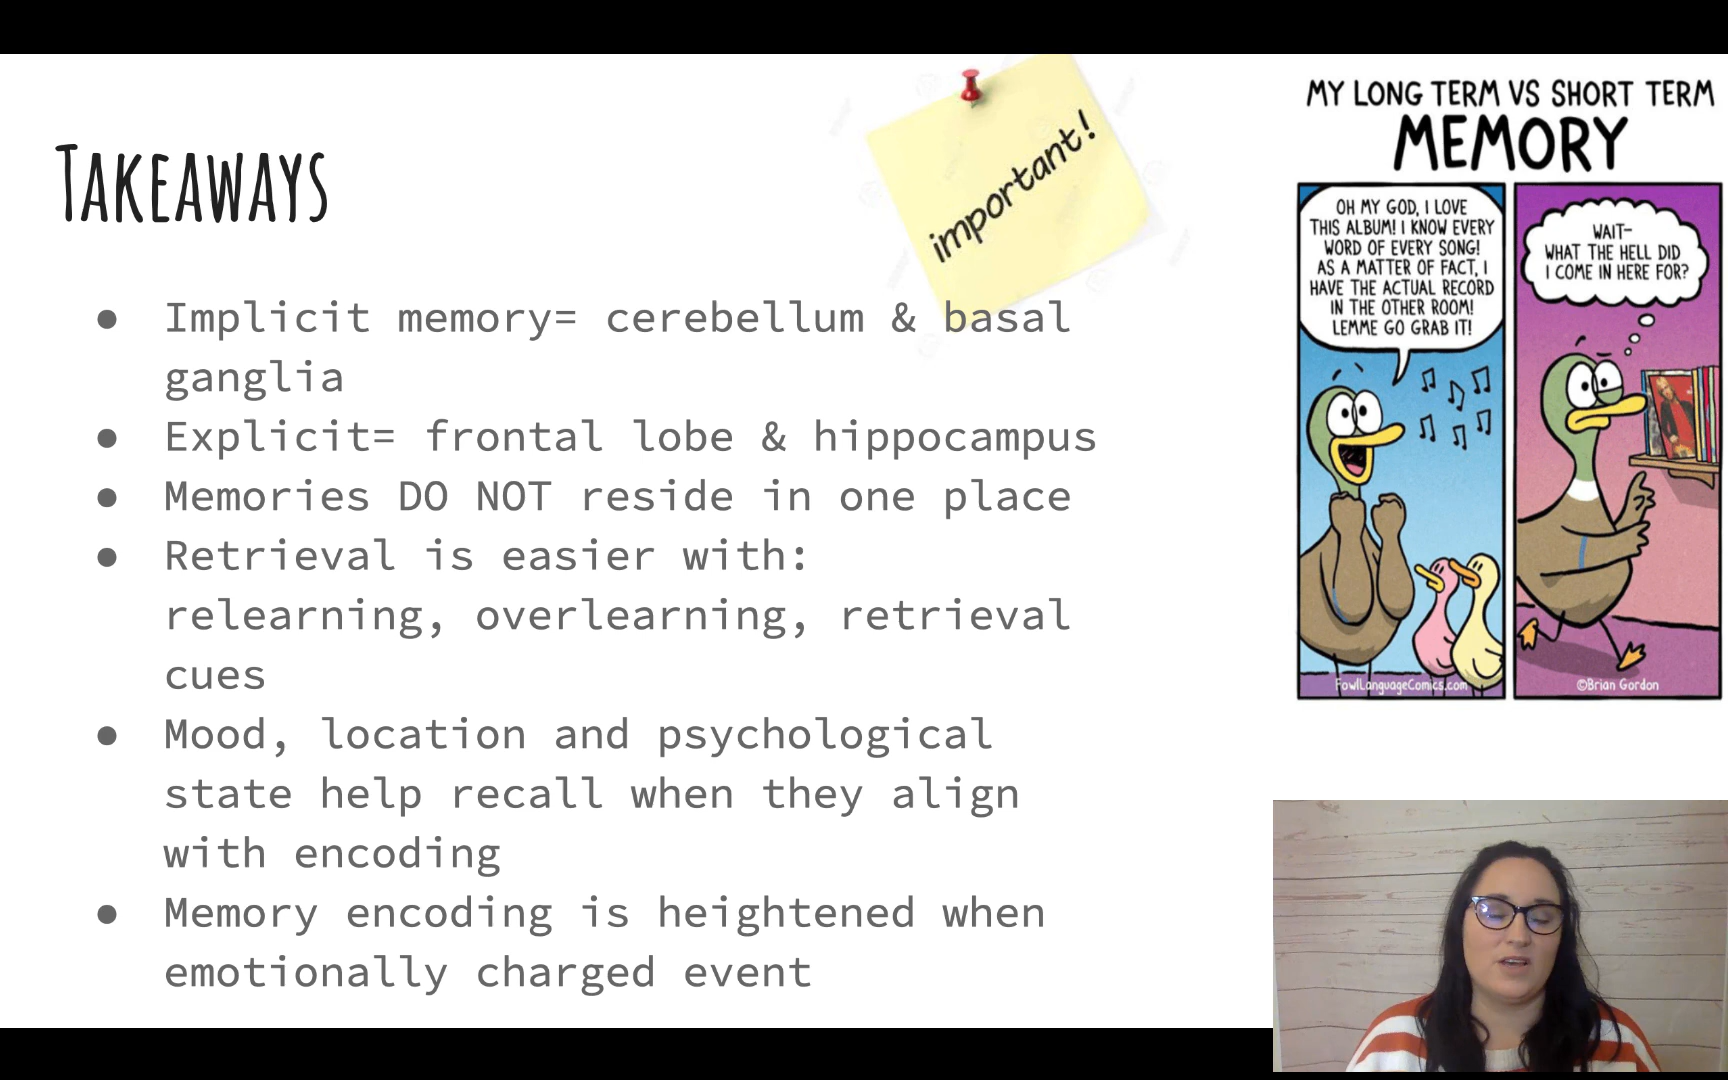 TAKEAWAYS
important!
● Implicit memory= cerebellum & basal
ganglia
● Explicit= frontal lobe & hippocampus
● Memories DO NOT reside in one place
● Retrieval is easier with:
relearning, overlearning, retrieval
cues
● Mood, location and psychological
state help recall when they align
with encoding
● Memory encoding is heightened when
emotionally charged event
MY LONG TERM VS SHORT TERM
MEMORY
OH MY GOD, I LOVE
THIS ALBUM! I KNOW EVERY
WORD OF EVERY SONG!
AS A MATTER OF FACT, I
HAVE THE ACTUAL RECORD
IN THE OTHER ROOM!
LEMME GO GRAB IT!
WAIT-
WHAT THE HELL DID
I COME IN HERE FOR?
FowlLanguageComics.com
©Brian Gordon